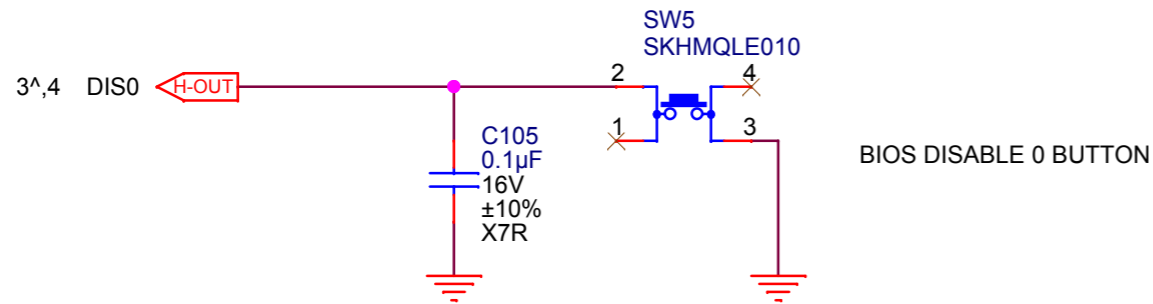 SW5
SKHMQLE010
3^,4 DIS0 H-OUT
2
4
1
3
C105
0.1µF
16V
±10%
X7R
BIOS DISABLE 0 BUTTON